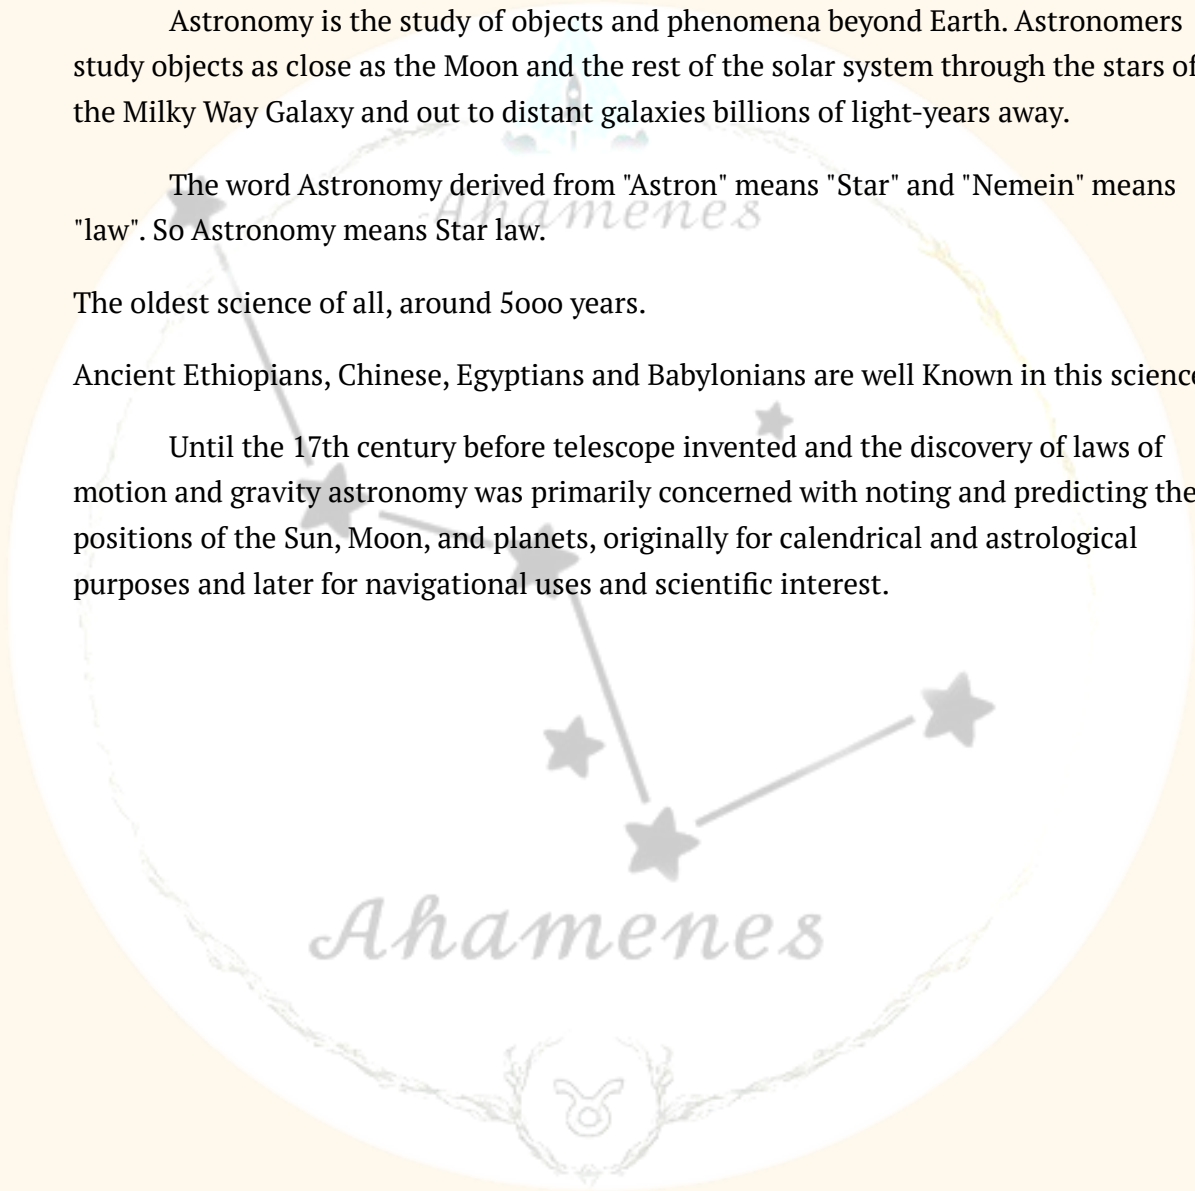 Astronomy is the study of objects and phenomena beyond Earth. Astronomers
study objects as close as the Moon and the rest of the solar system through the stars of
the Milky Way Galaxy and out to distant galaxies billions of light-years away.
The word Astronomy derived from "Astron" means "Star" and "Nemein" means
Ahamenes
"law". So Astronomy means Star law.
The oldest science of all, around 5ooo years.
Ancient Ethiopians, Chinese, Egyptians and Babylonians are well Known in this science
Until the 17th century before telescope invented and the discovery of laws of
motion and gravity astronomy was primarily concerned with noting and predicting the
positions of the Sun, Moon, and planets, originally for calendrical and astrological
purposes and later for navigational uses and scientific interest.
Ahamenes